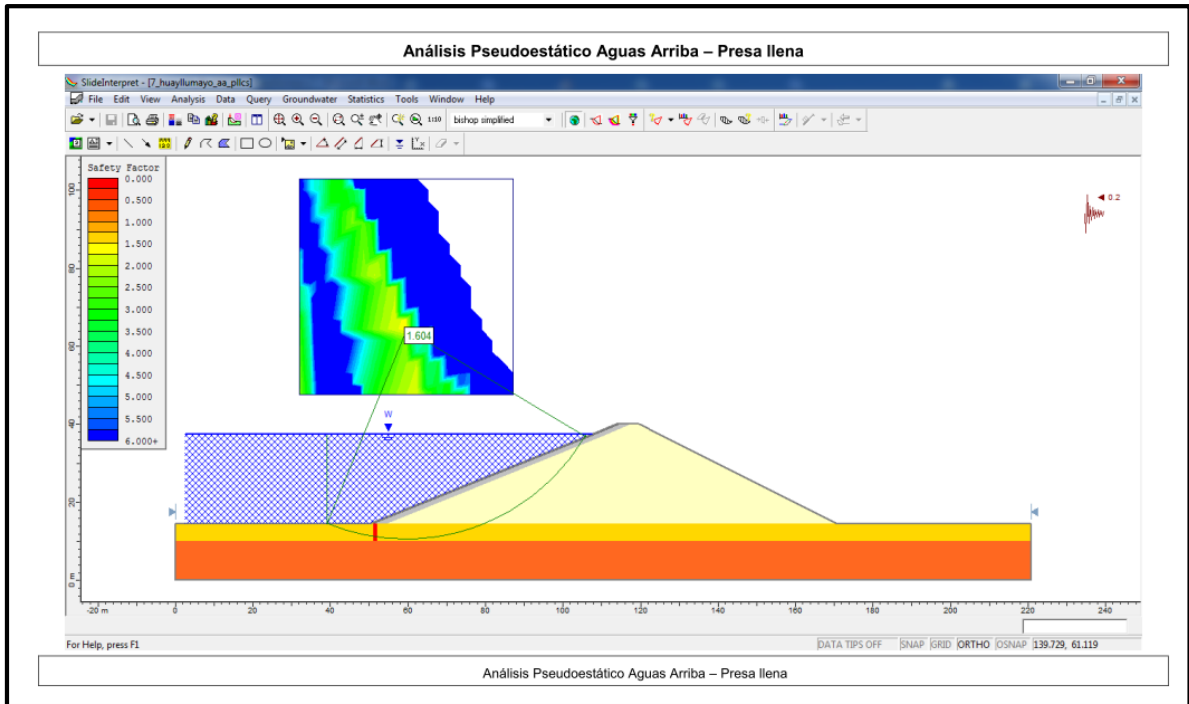 Análisis Pseudoestático Aguas Arriba – Presa llena
SlideInterpret - [7_huayllumayo_aa_pllcs]
File Edit View Analysis Data Query Groundwater Statistics Tools Window Help
1:10 bishop simplified
Safety Factor
0.000
0.500
1.000
1.500
2.000
2.500
3.000
3.500
4.000
4.500
5.000
5.500
6.000+
100
80
60
40
20
0 m
0.2
1.604
W
-20 m 0 20 40 60 80 100 120 140 160 180 200 220 240
For Help, press F1
DATA TIPS OFF SNAP GRID ORTHO OSNAP 139.729, 61.119
Análisis Pseudoestático Aguas Arriba – Presa llena